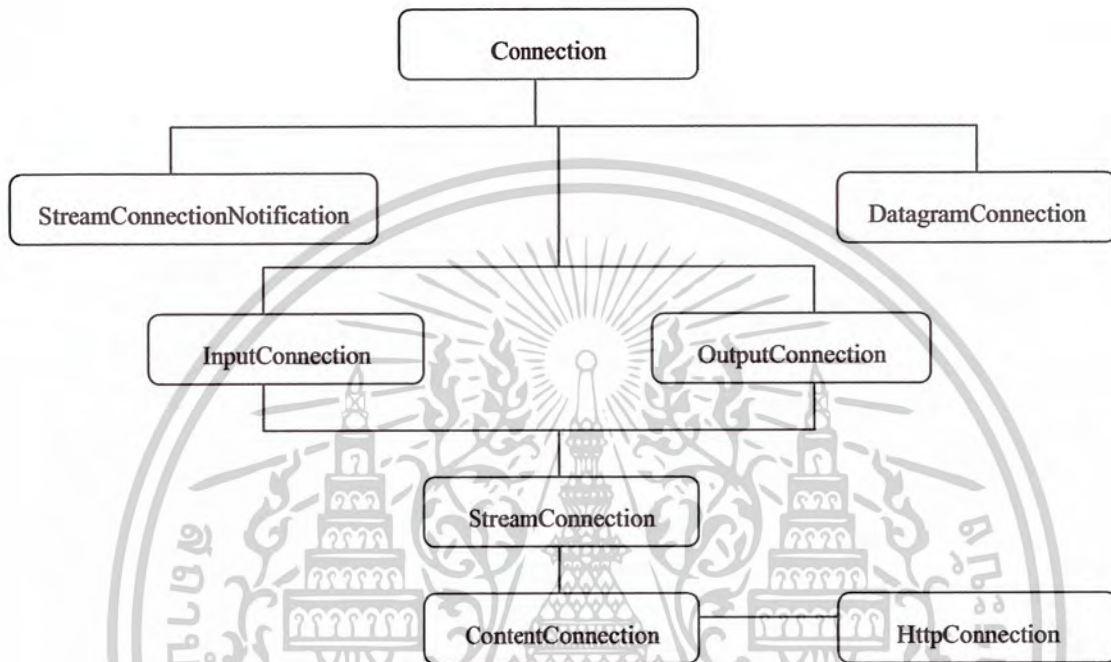 Connection
StreamConnectionNotification
DatagramConnection
InputConnection
OutputConnection
StreamConnection
ContentConnection
HttpConnection